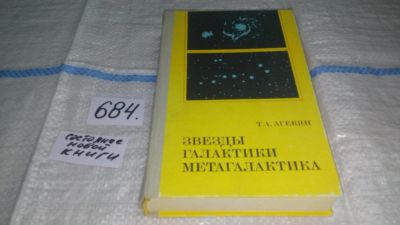 684.
состояние
новой
книги
Т.А. АГЕКЯН
ЗВЕЗДЫ
ГАЛАКТИКИ
МЕТАГАЛАКТИКА